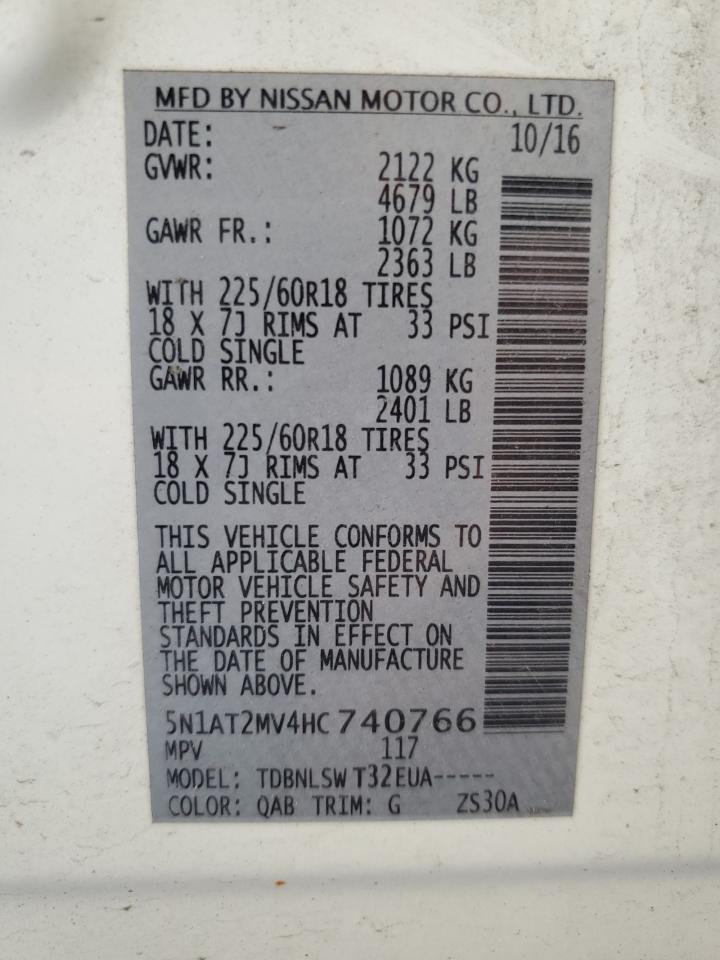 MFD BY NISSAN MOTOR CO., LTD.
DATE: 10/16
GVWR: 2122 KG
4679 LB
GAWR FR.: 1072 KG
2363 LB
WITH 225/60R18 TIRES
18 X 7J RIMS AT 33 PSI
COLD SINGLE
GAWR RR.: 1089 KG
2401 LB
WITH 225/60R18 TIRES
18 X 7J RIMS AT 33 PSI
COLD SINGLE
THIS VEHICLE CONFORMS TO
ALL APPLICABLE FEDERAL
MOTOR VEHICLE SAFETY AND
THEFT PREVENTION
STANDARDS IN EFFECT ON
THE DATE OF MANUFACTURE
SHOWN ABOVE.
5N1AT2MV4HC740766
MPV 117
MODEL: TDBNLSW T32EUA-----
COLOR: QAB TRIM: G ZS30A